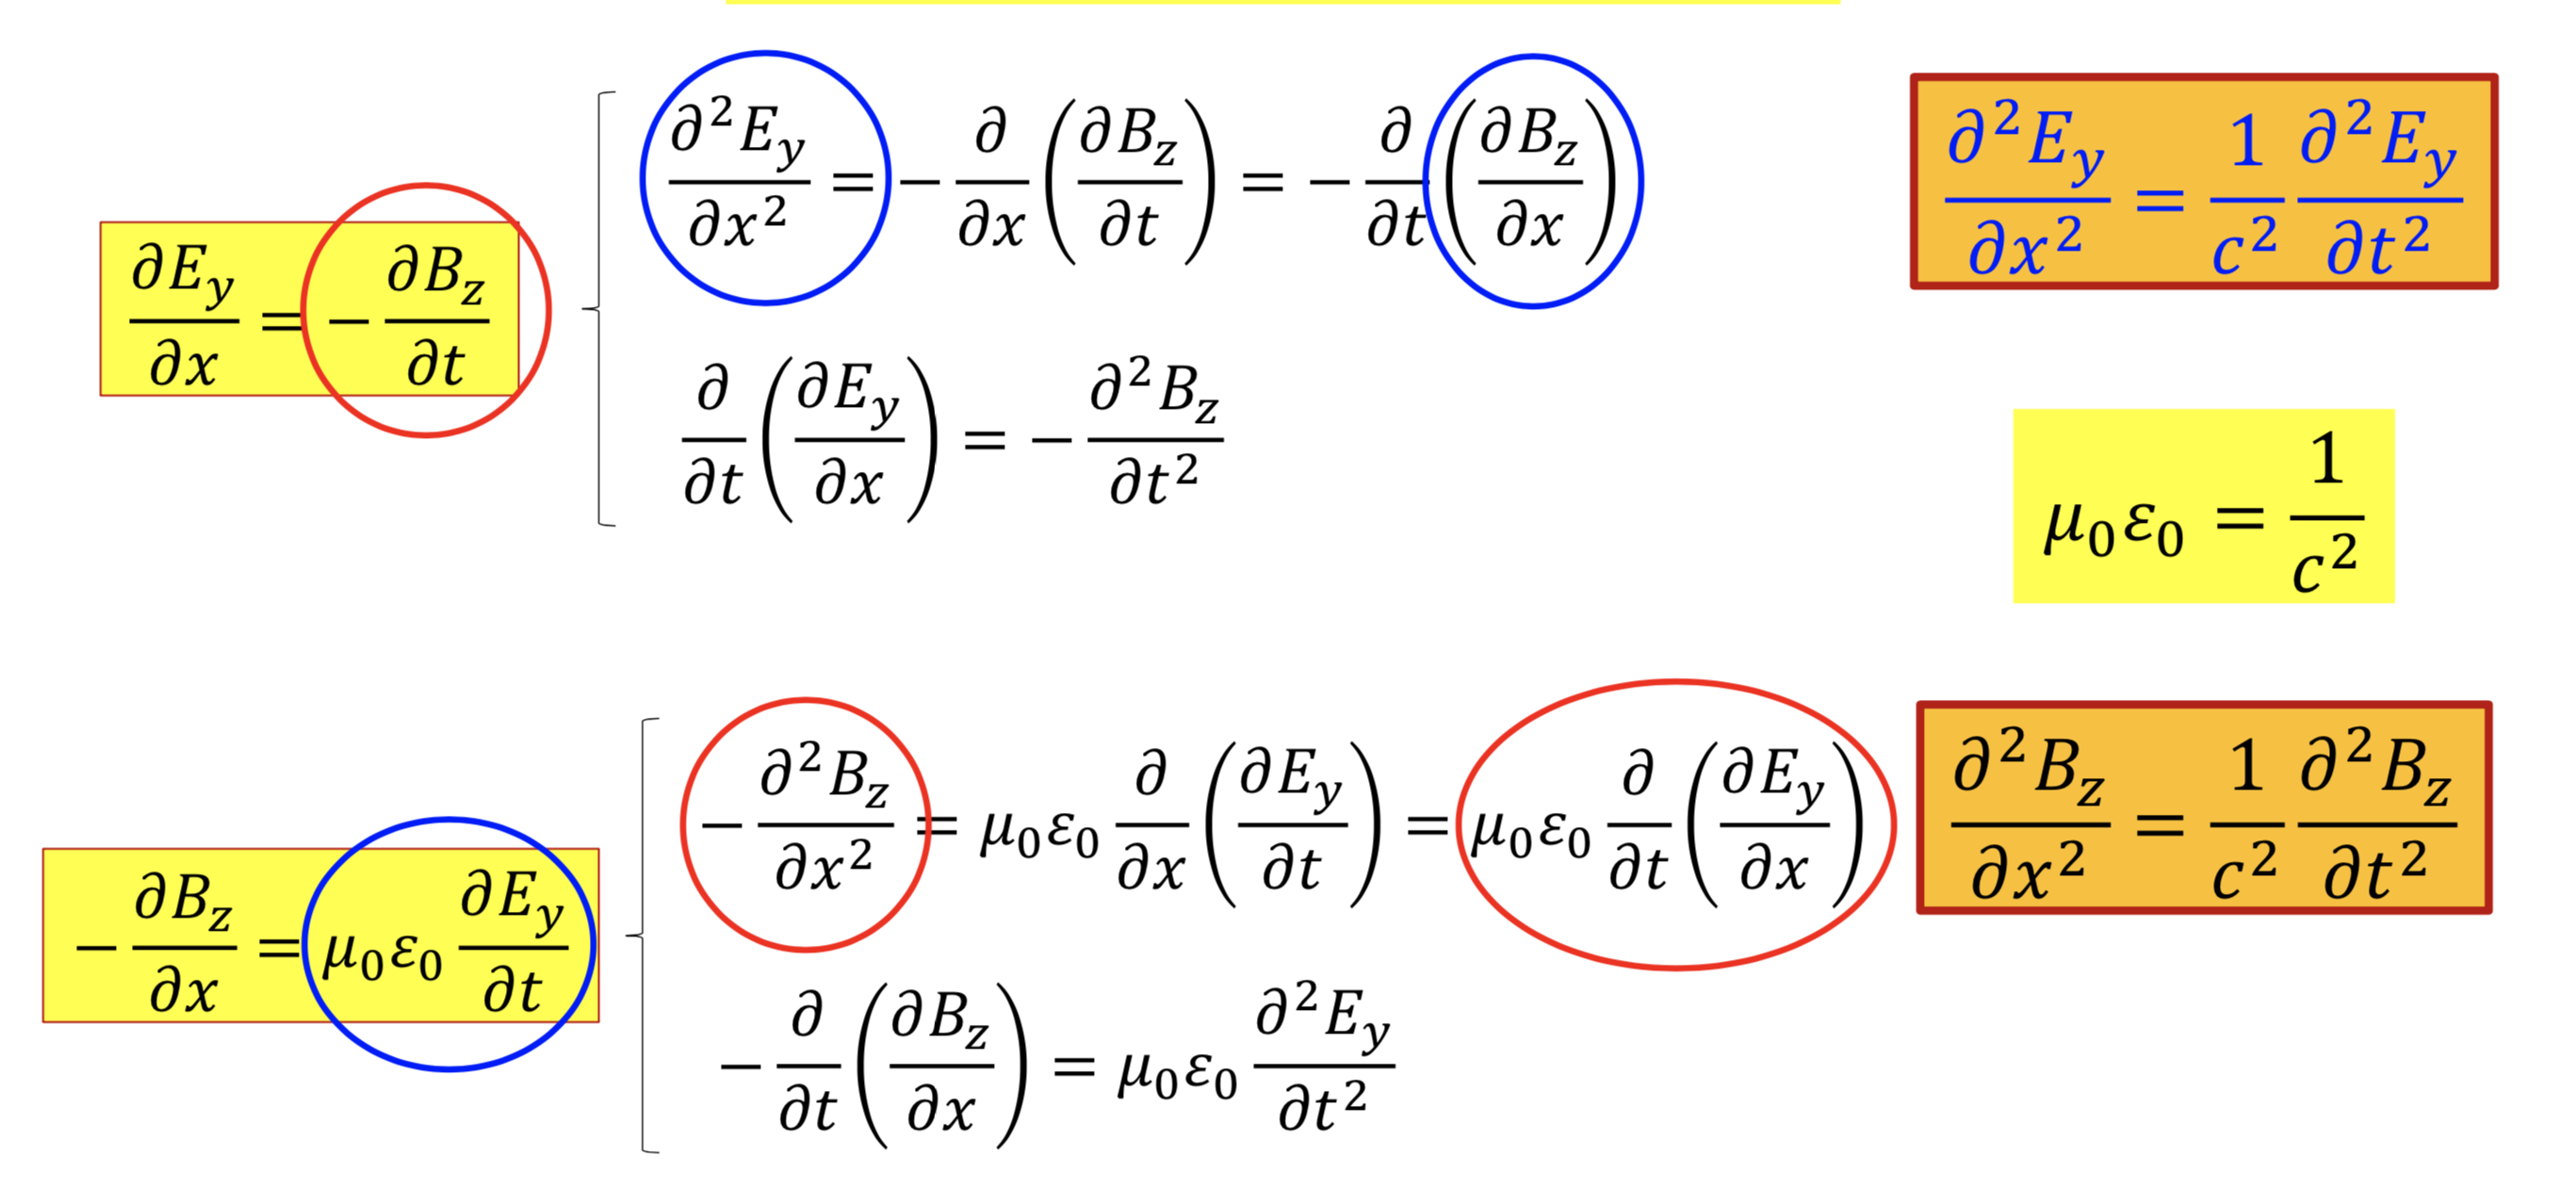 ∂²E_y/∂x² = − ∂/∂x (∂B_z/∂t) = − ∂/∂t (∂B_z/∂x)
∂E_y/∂x = − ∂B_z/∂t
∂/∂t (∂E_y/∂x) = − ∂²B_z/∂t²
∂²E_y/∂x² = 1/c² ∂²E_y/∂t²
μ₀ε₀ = 1/c²
− ∂²B_z/∂x² = μ₀ε₀ ∂/∂x (∂E_y/∂t) = μ₀ε₀ ∂/∂t (∂E_y/∂x)
− ∂B_z/∂x = μ₀ε₀ ∂E_y/∂t
− ∂/∂t (∂B_z/∂x) = μ₀ε₀ ∂²E_y/∂t²
∂²B_z/∂x² = 1/c² ∂²B_z/∂t²